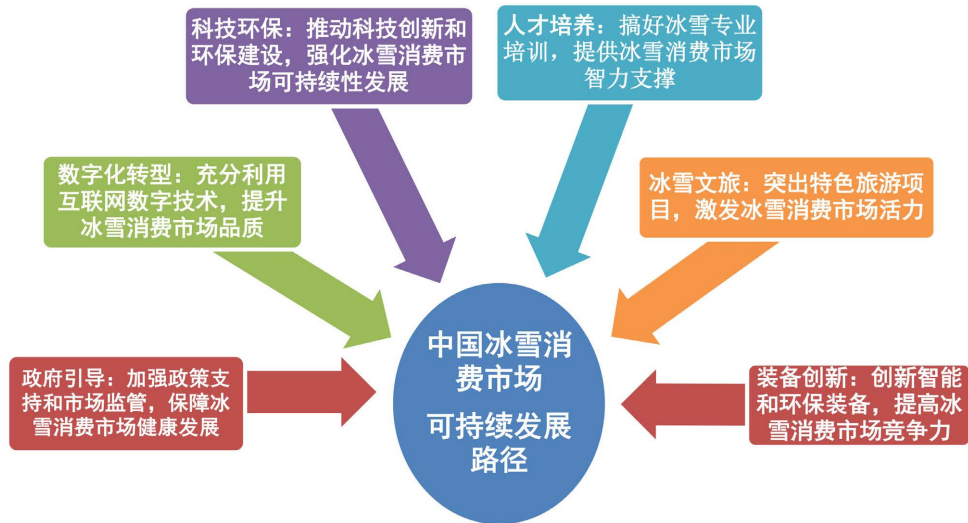 科技环保：推动科技创新和
环保建设，强化冰雪消费市
场可持续性发展
人才培养：搞好冰雪专业
培训，提供冰雪消费市场
智力支撑
数字化转型：充分利用
互联网数字技术，提升
冰雪消费市场品质
冰雪文旅：突出特色旅游项
目，激发冰雪消费市场活力
政府引导：加强政策支
持和市场监管，保障冰
雪消费市场健康发展
中国冰雪消
费市场
可持续发展
路径
装备创新：创新智能
和环保装备，提高冰
雪消费市场竞争力